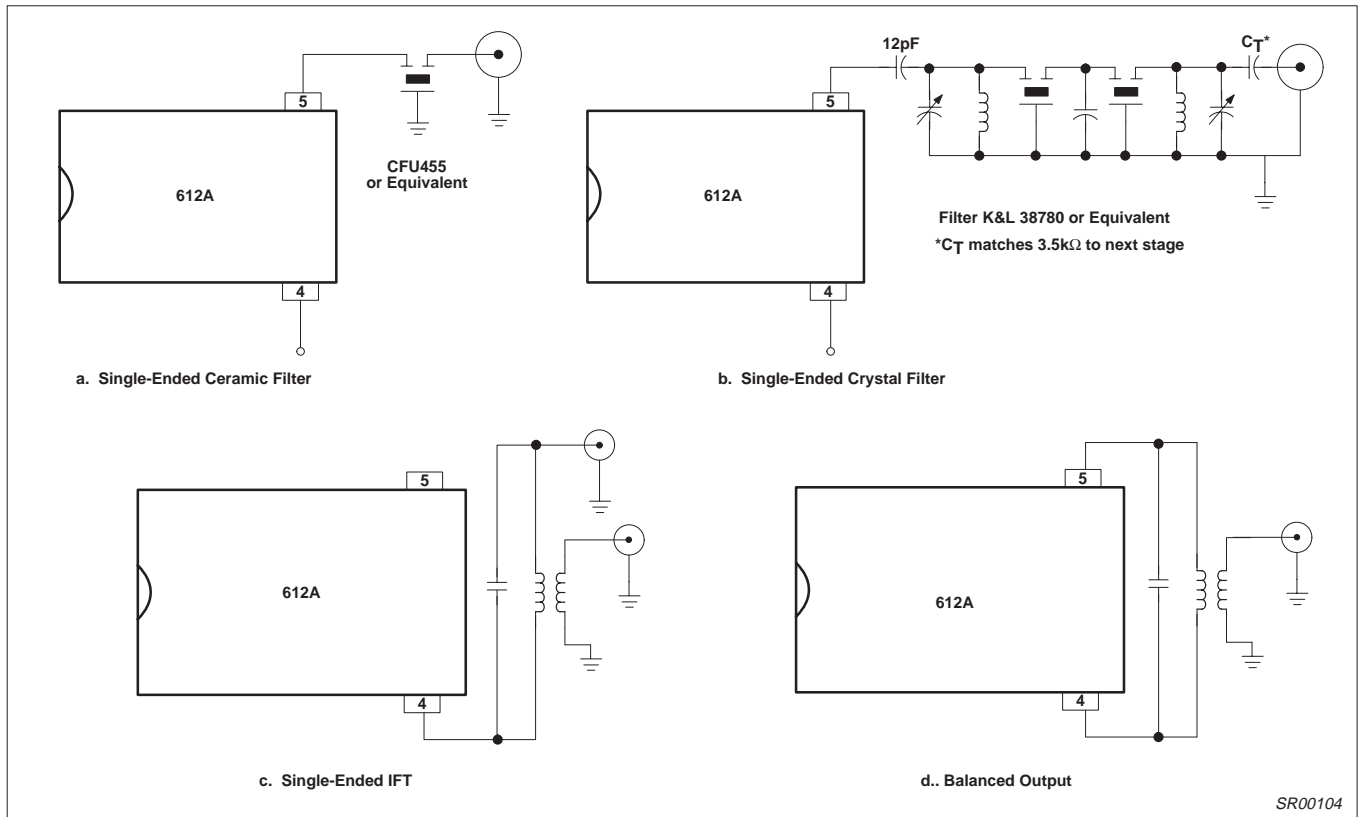 5
CFU455
or Equivalent
612A
4
a. Single-Ended Ceramic Filter
12pF
CT*
5
612A
Filter K&L 38780 or Equivalent
*CT matches 3.5kΩ to next stage
4
b. Single-Ended Crystal Filter
5
612A
4
c. Single-Ended IFT
5
612A
4
d.. Balanced Output
SR00104